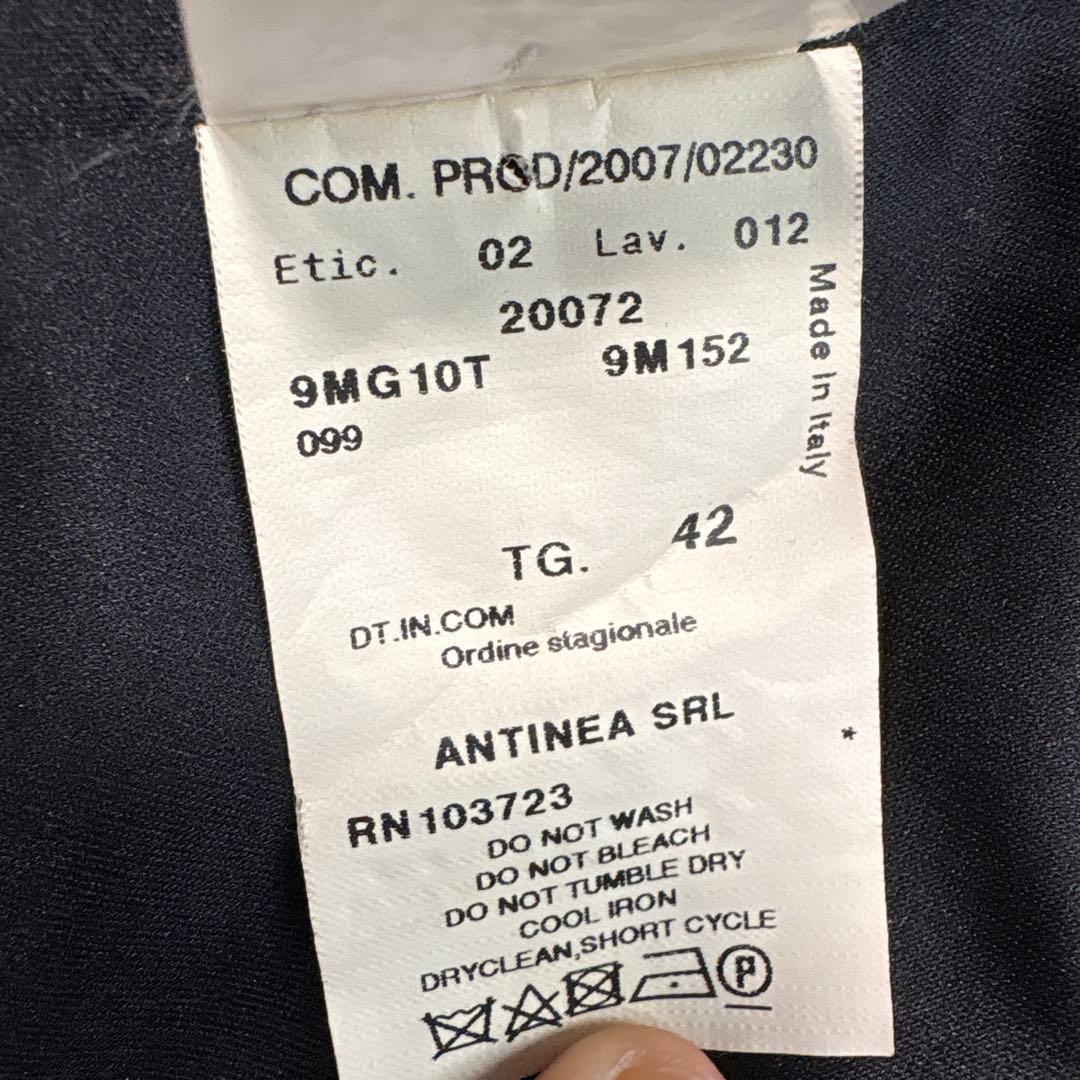 COM. PROD/2007/02230
Etic. 02 Lav. 012
20072
9MG10T 9M152
099
Made In Italy
TG. 42
DT.IN.COM
Ordine stagionale
ANTINEA SRL
*
RN103723
DO NOT WASH
DO NOT BLEACH
DO NOT TUMBLE DRY
COOL IRON
DRYCLEAN,SHORT CYCLE
P